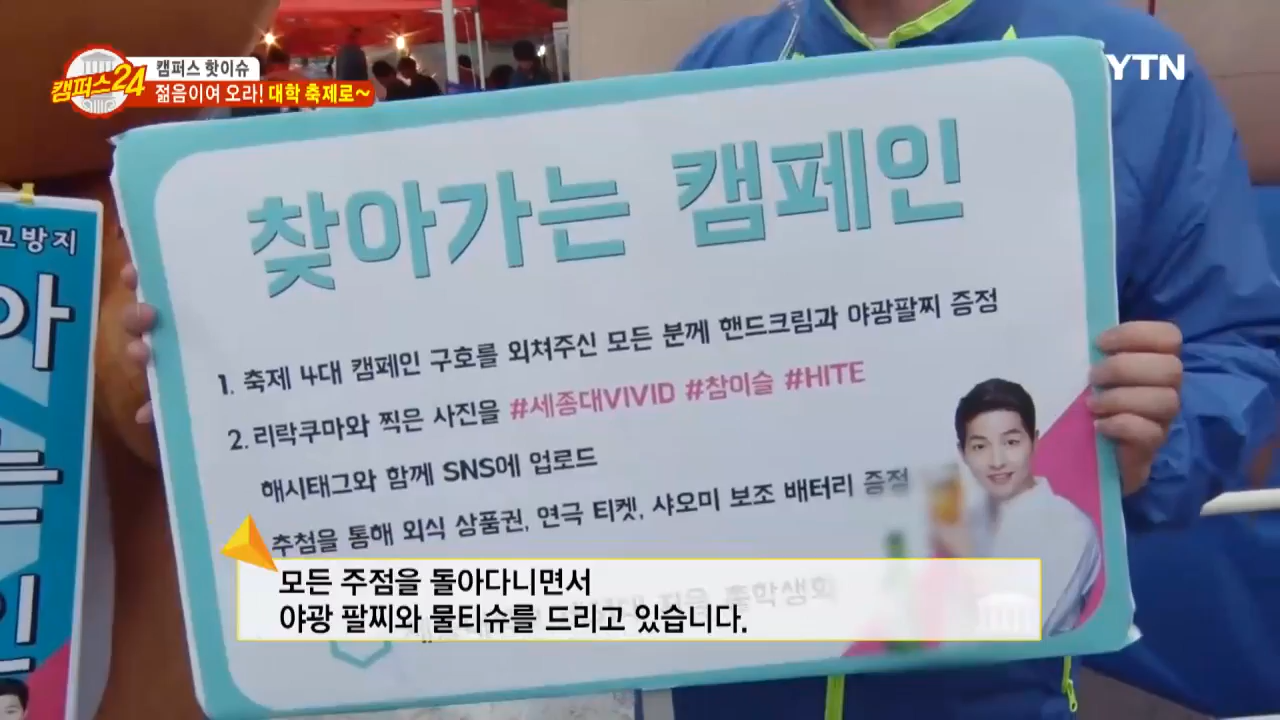 캠퍼스24
캠퍼스 핫이슈
젊음이여 오라! 대학 축제로~
YTN
고방지
아
는
인
찾아가는 캠페인
1. 축제 4대 캠페인 구호를 외쳐주신 모든 분께 핸드크림과 야광팔찌 증정
2. 리락쿠마와 찍은 사진을 #세종대VIVID #참이슬 #HITE
해시태그와 함께 SNS에 업로드
추첨을 통해 외식 상품권, 연극 티켓, 샤오미 보조 배터리 증정
총학생회
모든 주점을 돌아다니면서
야광 팔찌와 물티슈를 드리고 있습니다.